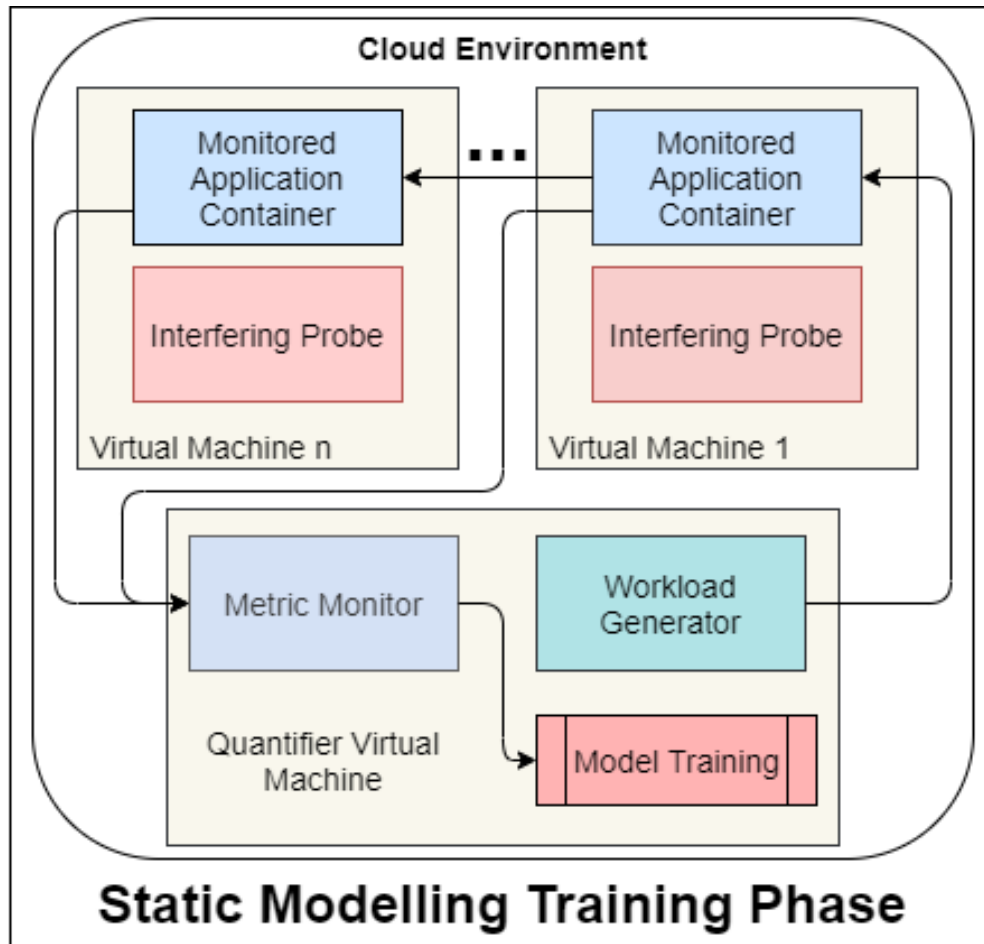 Cloud Environment
Monitored
Application
Container
...
Monitored
Application
Container
Interfering Probe
Interfering Probe
Virtual Machine n
Virtual Machine 1
Metric Monitor
Workload
Generator
Quantifier Virtual
Machine
Model Training
Static Modelling Training Phase